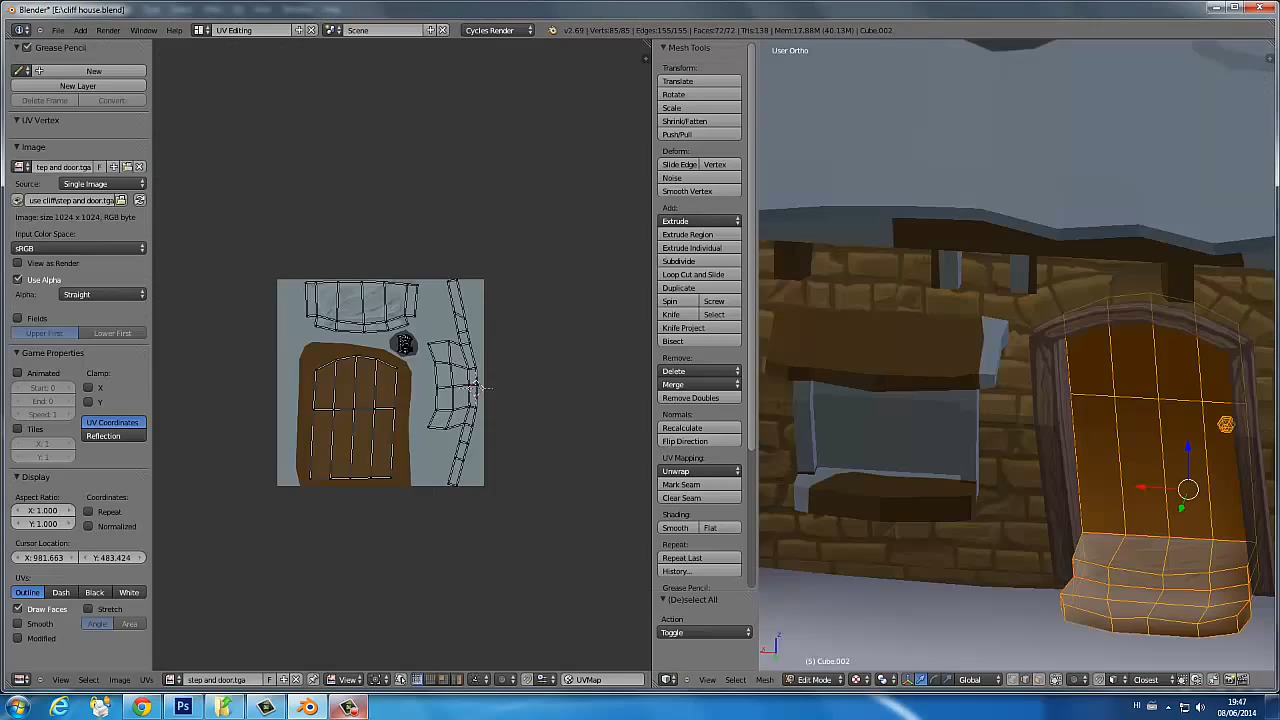 Blender* [E:\cliff house.blend]
File Add Render Window Help UV Editing Scene Cycles Render v2.69 | Verts:85/85 | Edges:155/155 | Faces:72/72 | Tris:138 | Mem:17.88M (40.13M) | Cube.002
Grease Pencil
New
New Layer
Delete Frame Convert
UV Vertex
Image
tep and door.tga F
Source: Single Image
use cliff\step and door.tga
Image: size 1024 x 1024, RGB byte
Input Color Space:
sRGB
View as Render
Use Alpha
Alpha: Straight
Fields
Upper First Lower First
Game Properties
Animated Clamp:
Start: 0 X
End: 0 Y
Speed: 1
Tiles UV Coordinates
X: 1 Reflection
Y: 1
Display
Aspect Ratio: Coordinates:
X: 1.000 Repeat
Y: 1.000 Normalized
Cursor Location:
X: 981.663 Y: 483.424
UVs:
Outline Dash Black White
Draw Faces Stretch
Smooth Angle Area
Modified
View Select Image UVs step and door.tga F View UVMap
Mesh Tools
Transform:
Translate
Rotate
Scale
Shrink/Fatten
Push/Pull
Deform:
Slide Edge Vertex
Noise
Smooth Vertex
Add:
Extrude
Extrude Region
Extrude Individual
Subdivide
Loop Cut and Slide
Duplicate
Spin Screw
Knife Select
Knife Project
Bisect
Remove:
Delete
Merge
Remove Doubles
Normals:
Recalculate
Flip Direction
UV Mapping:
Unwrap
Mark Seam
Clear Seam
Shading:
Smooth Flat
Repeat:
Repeat Last
History...
Grease Pencil:
(De)select All
Action
Toggle
User Ortho
z
x
(5) Cube.002
View Select Mesh Edit Mode Global Closest
Ps
HI
19:47
08/06/2014